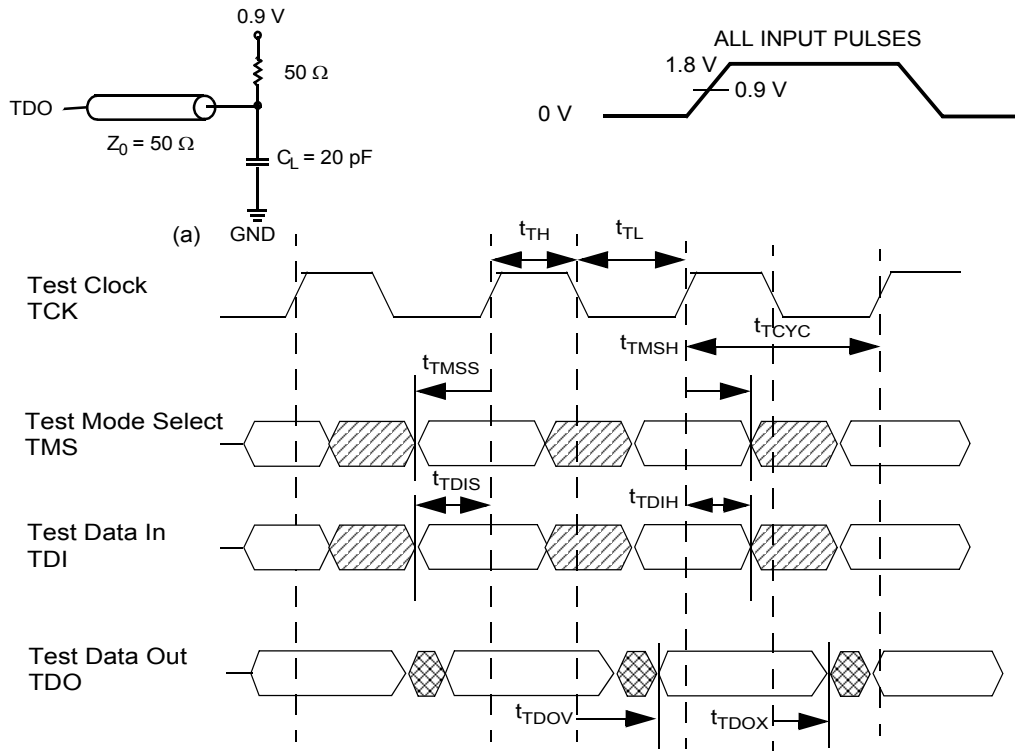 0.9 V
50 Ω
TDO
Z0 = 50 Ω
CL = 20 pF
(a)
GND
ALL INPUT PULSES
1.8 V
0.9 V
0 V
tTH
tTL
Test Clock
TCK
tTCYC
tTMSH
tTMSS
Test Mode Select
TMS
tTDIS
tTDIH
Test Data In
TDI
Test Data Out
TDO
tTDOV
tTDOX